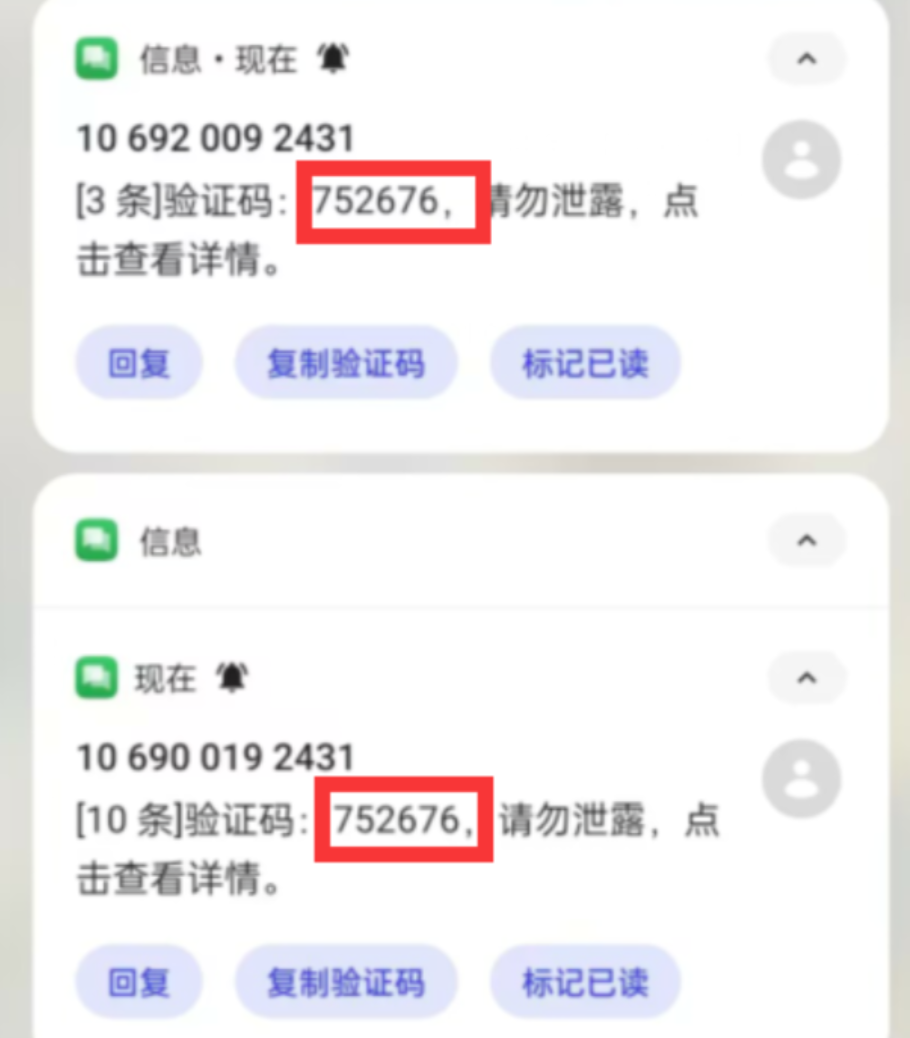 信息·现在
10 692 009 2431
[3 条]验证码：752676，请勿泄露，点
击查看详情。
回复 复制验证码 标记已读
信息
现在
10 690 019 2431
[10 条]验证码：752676，请勿泄露，点
击查看详情。
回复 复制验证码 标记已读